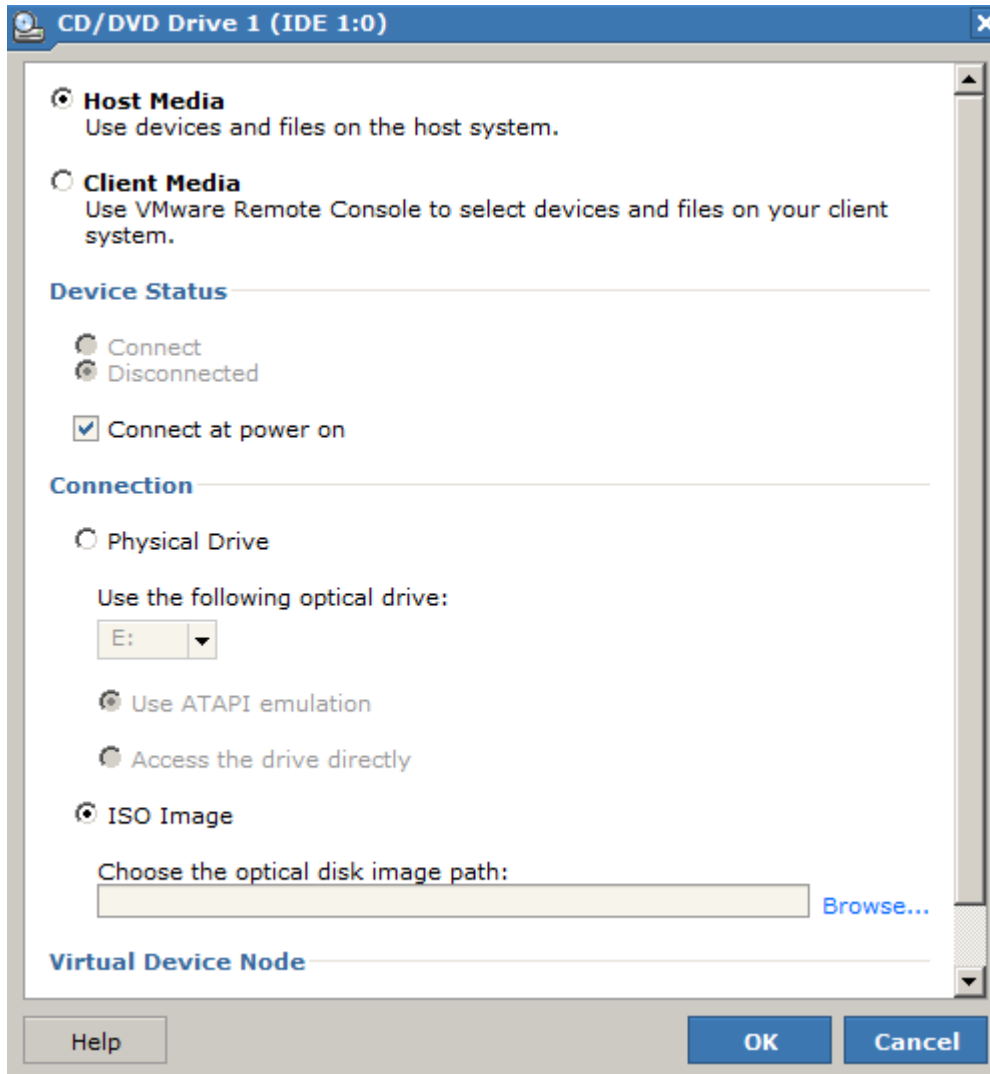 CD/DVD Drive 1 (IDE 1:0)
Host Media
Use devices and files on the host system.
Client Media
Use VMware Remote Console to select devices and files on your client
system.
Device Status
Connect
Disconnected
Connect at power on
Connection
Physical Drive
Use the following optical drive:
E:
Use ATAPI emulation
Access the drive directly
ISO Image
Choose the optical disk image path:
Browse...
Virtual Device Node
Help
OK
Cancel